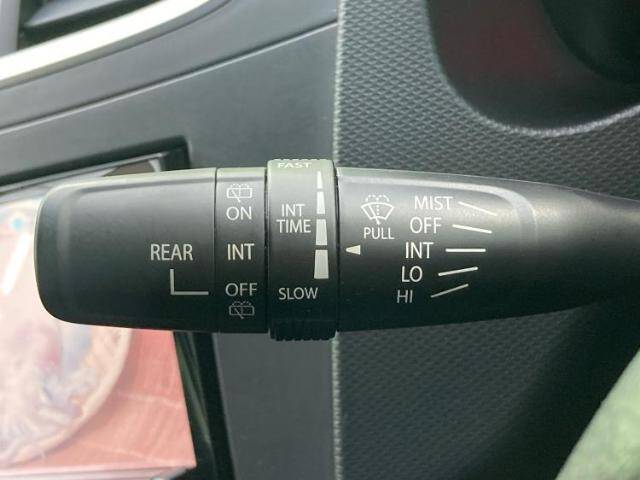 REAR
ON
INT
OFF
FAST
INT
TIME
SLOW
PULL
MIST
OFF
INT
LO
HI